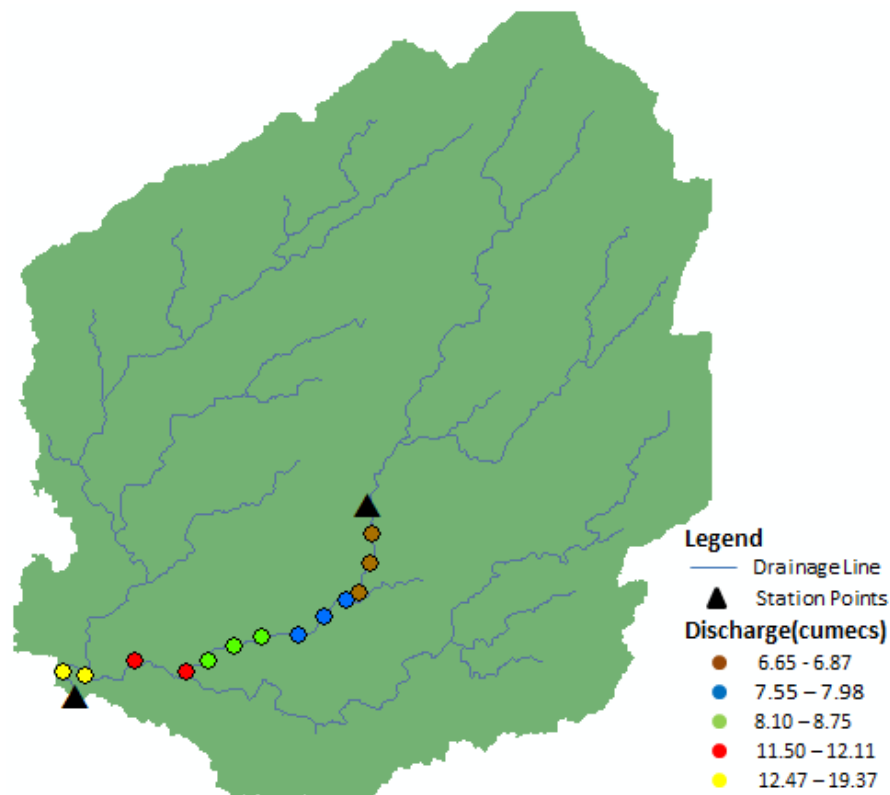 Legend
Drainage Line
Station Points
Discharge(cumecs)
6.65 - 6.87
7.55 – 7.98
8.10 – 8.75
11.50 – 12.11
12.47 – 19.37